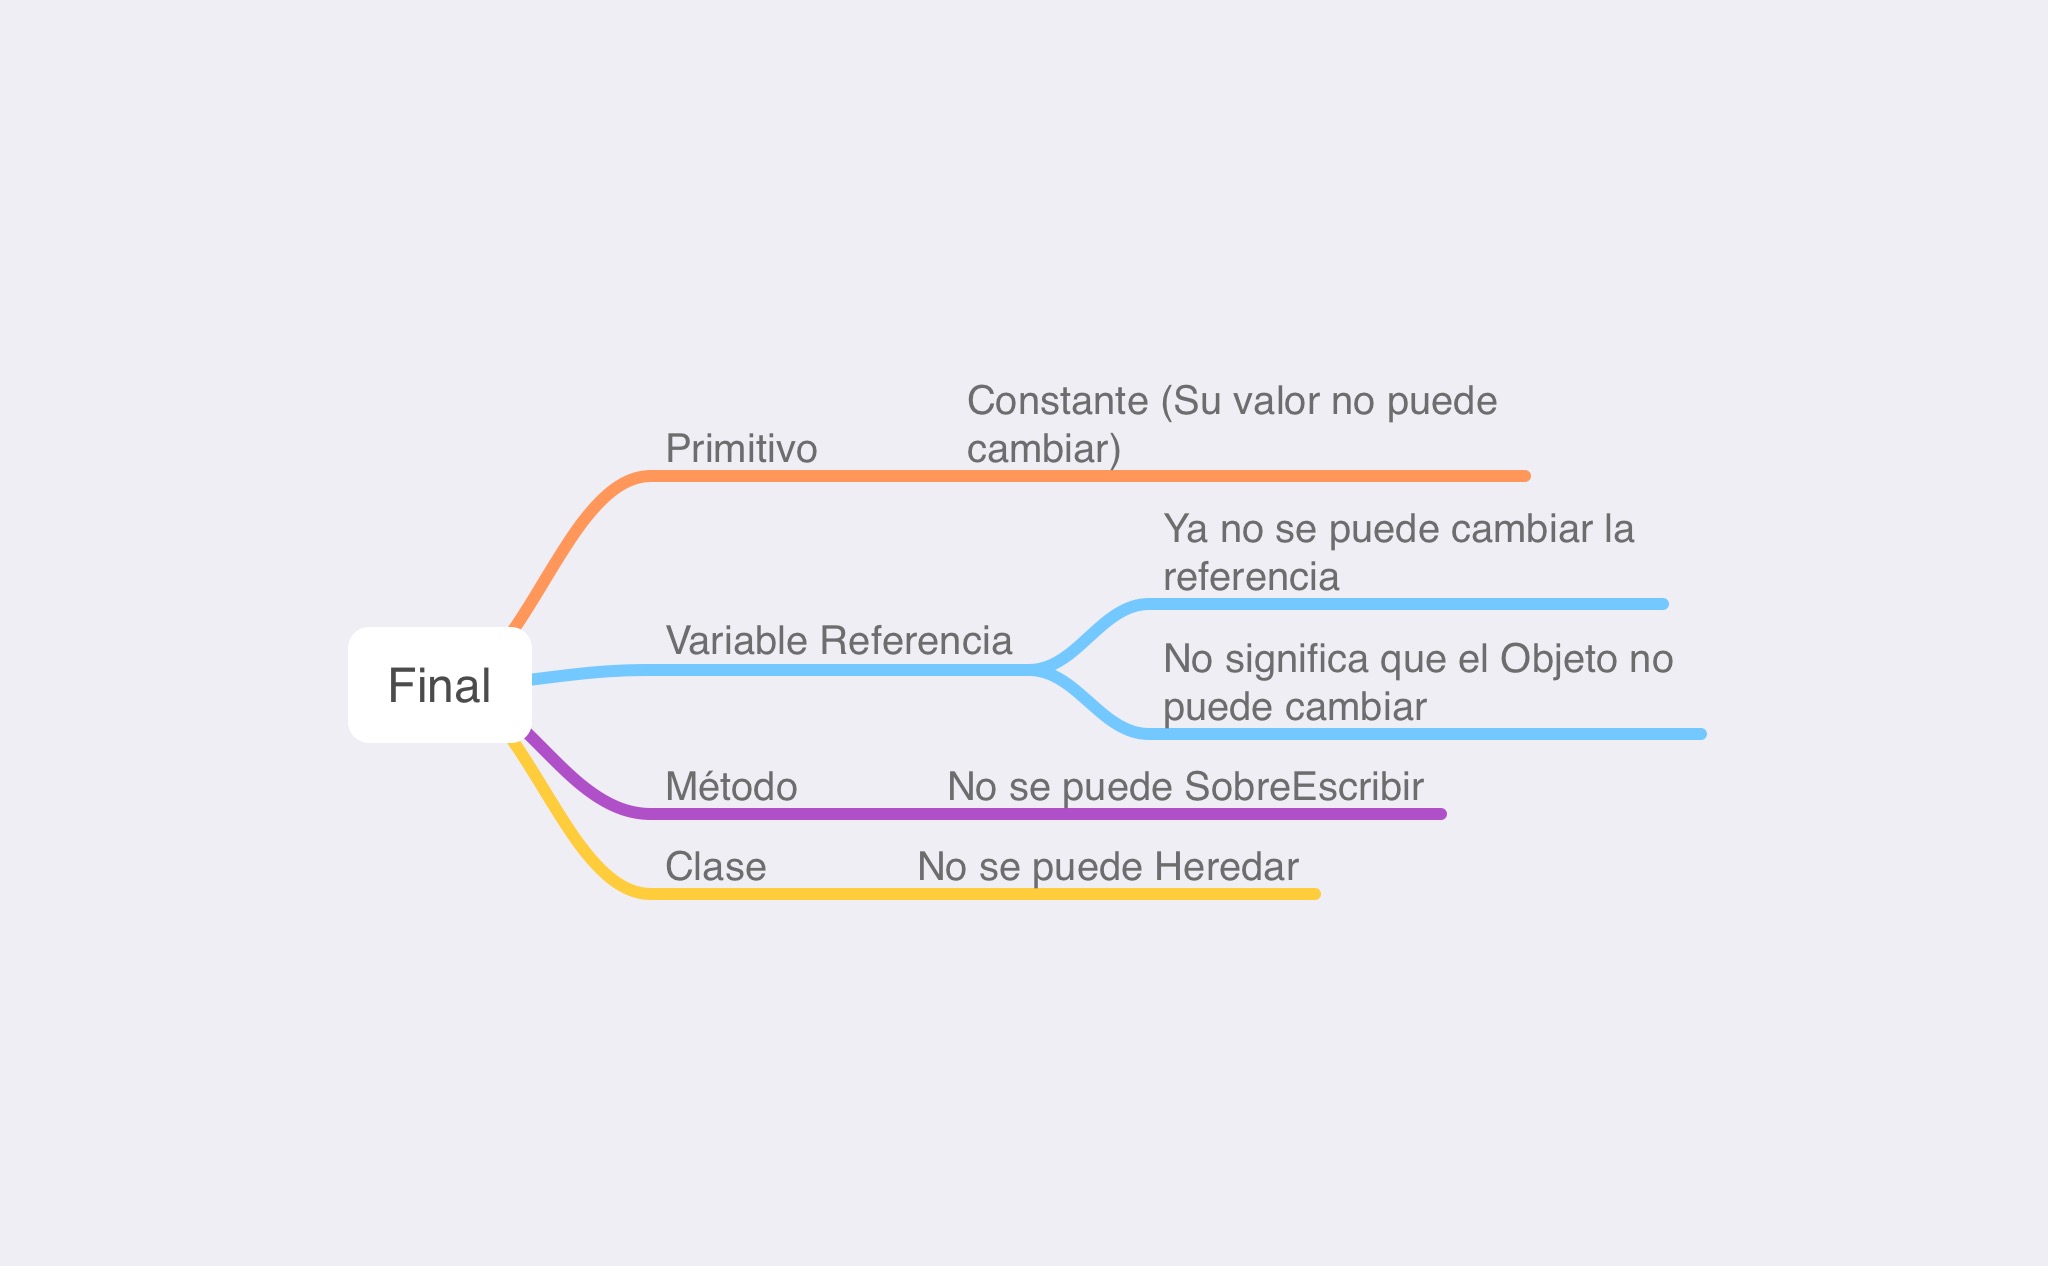 Final
Primitivo
Constante (Su valor no puede
cambiar)
Variable Referencia
Ya no se puede cambiar la
referencia
No significa que el Objeto no
puede cambiar
Método
No se puede SobreEscribir
Clase
No se puede Heredar